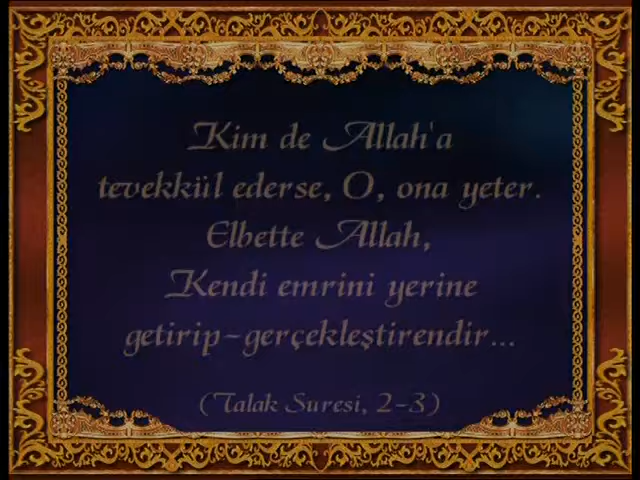 Kim de Allah'a
tevekkül ederse, O, ona yeter.
Elbette Allah,
Kendi emrini yerine
getirip-gerçekleştirendir...
(Talak Suresi, 2-3)